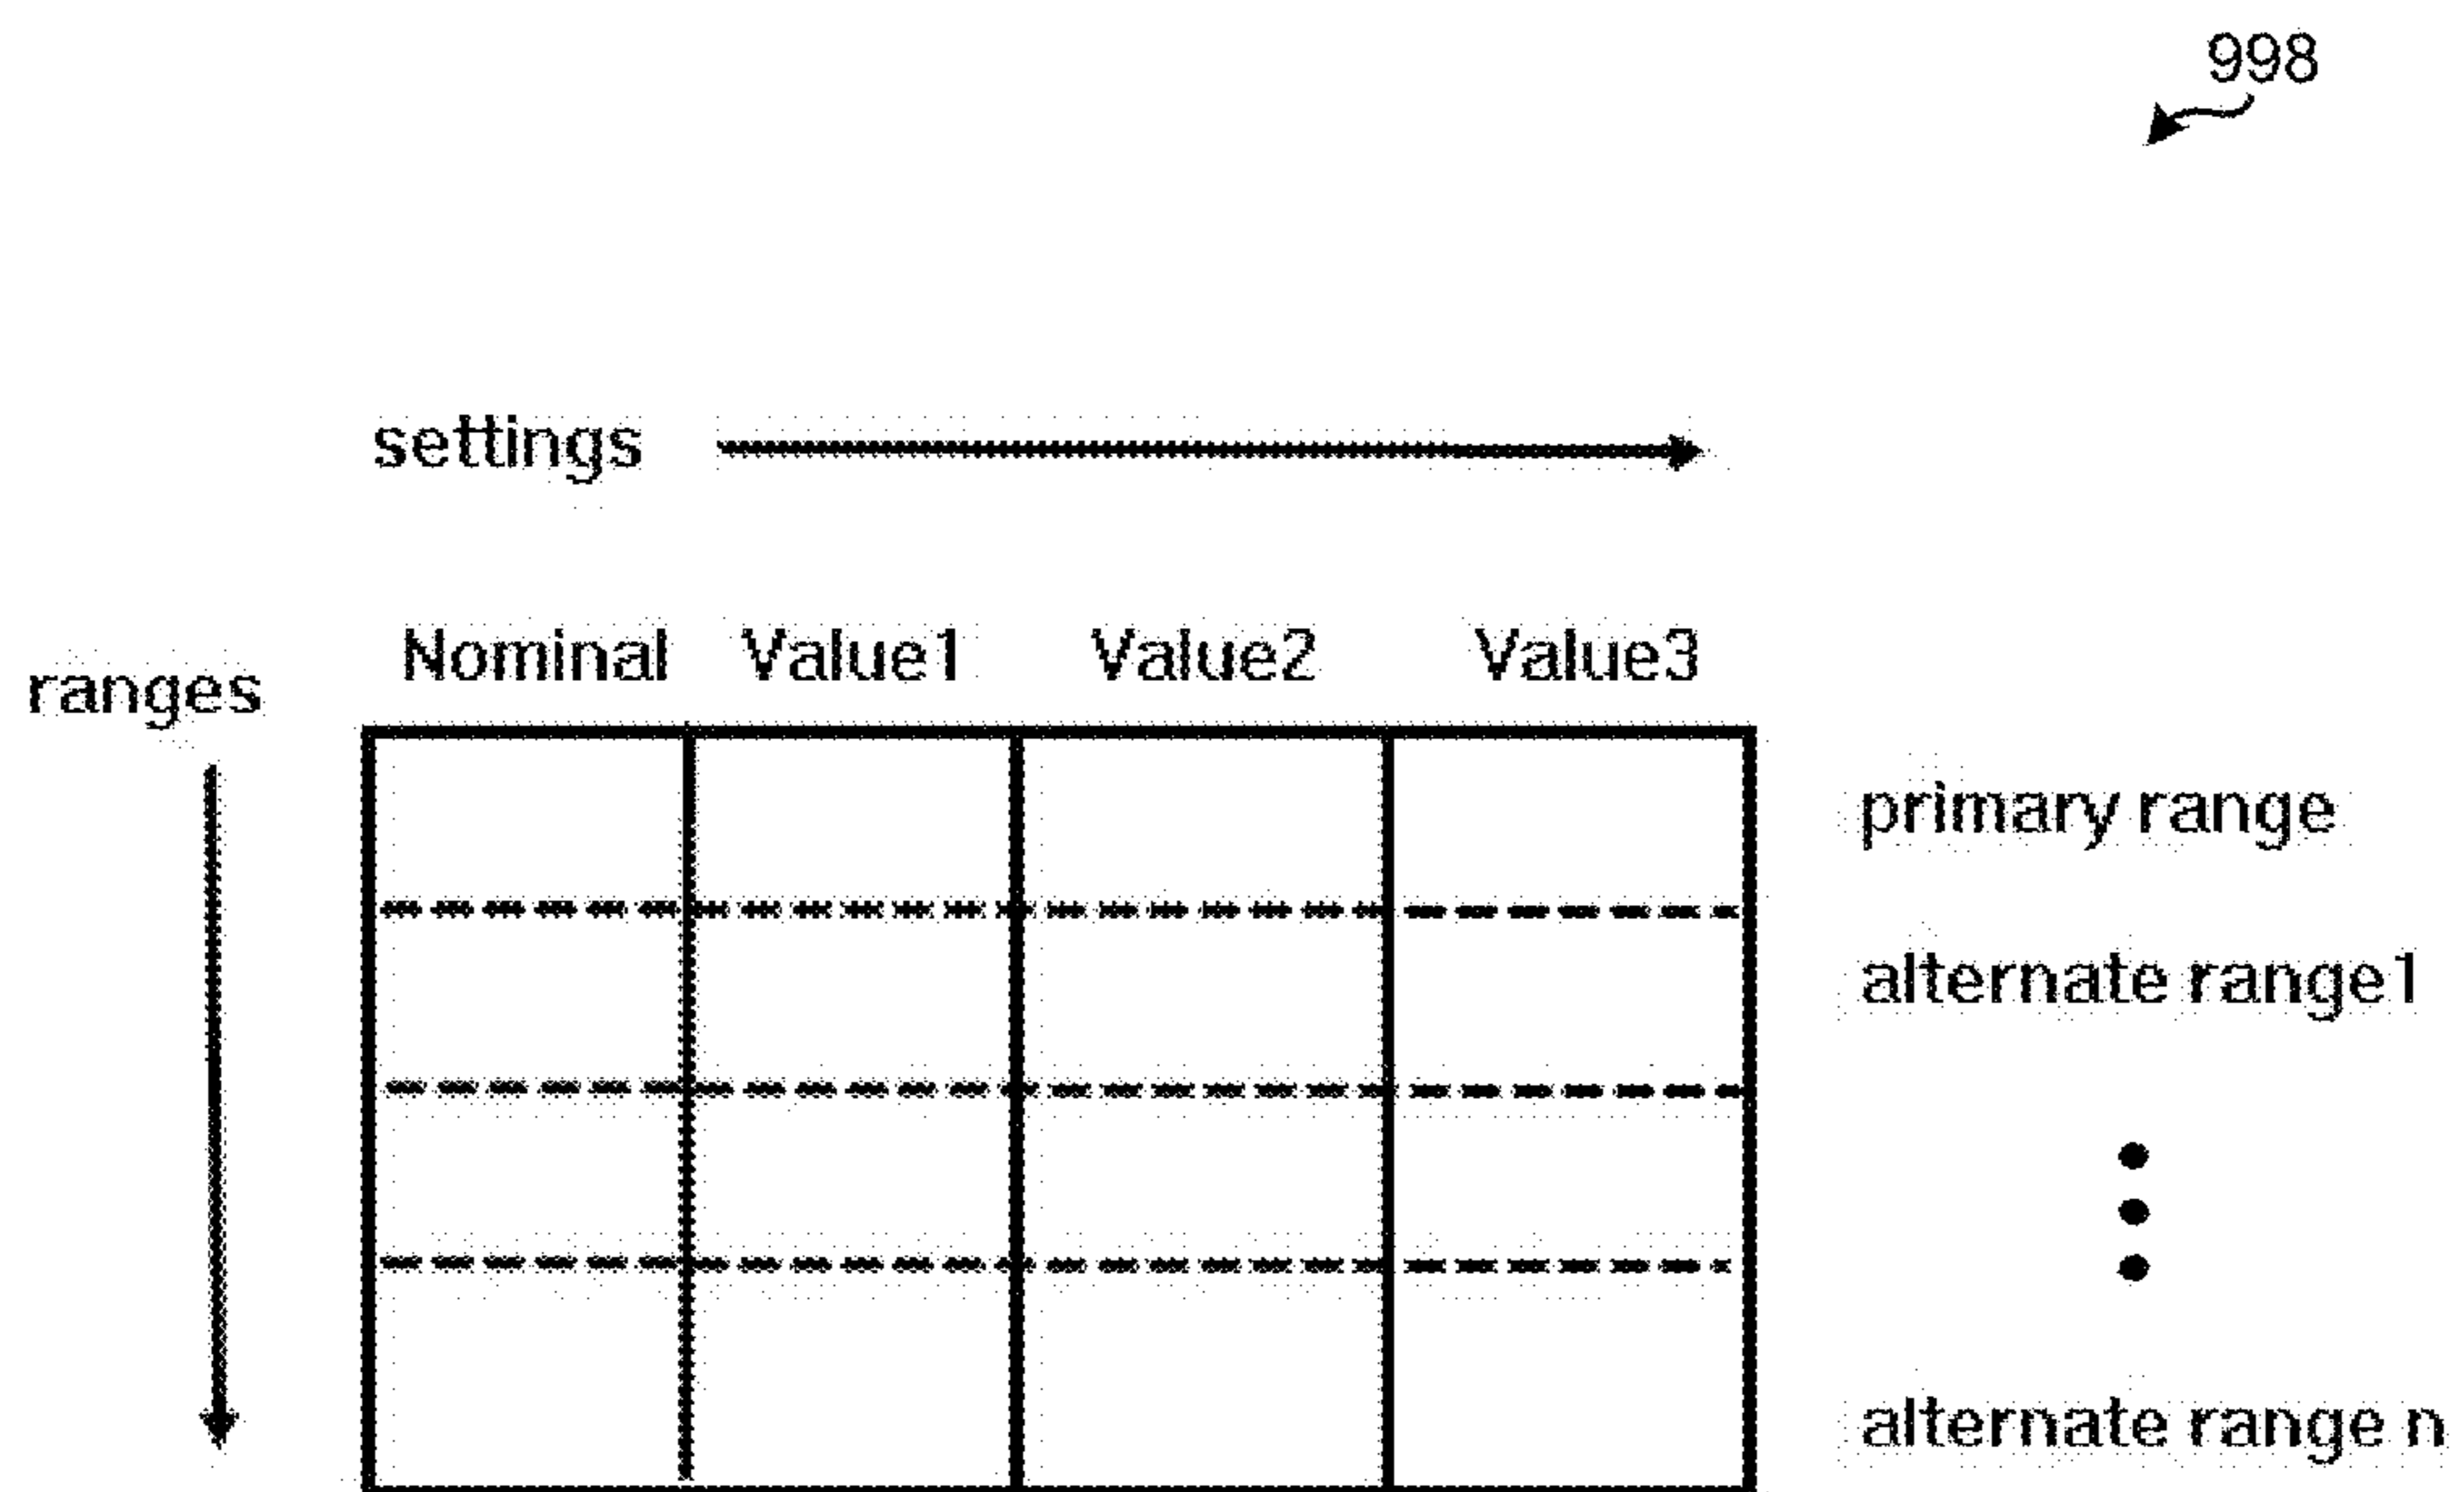 998
settings
ranges
Nominal Value1 Value2 Value3
primary range
alternate range1
alternate range n